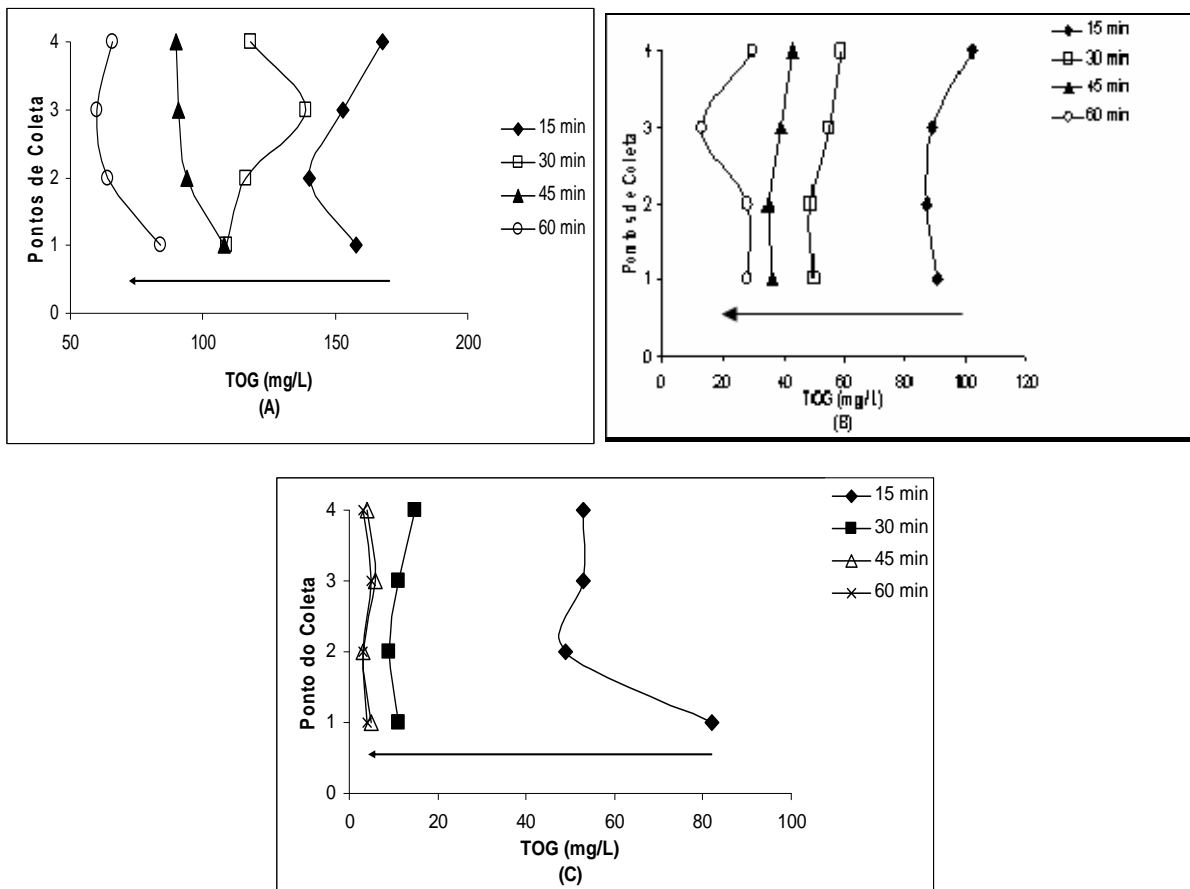 4
3
2
1
0
Pontos de Coleta
50
100
150
200
TOG (mg/L)
(A)
15 min
30 min
45 min
60 min
4
3
2
1
0
Pontos de Coleta
0
20
40
60
80
100
120
TOG (mg/L)
(B)
15 min
30 min
45 min
60 min
4
3
2
1
0
Ponto do Coleta
0
20
40
60
80
100
TOG (mg/L)
(C)
15 min
30 min
45 min
60 min